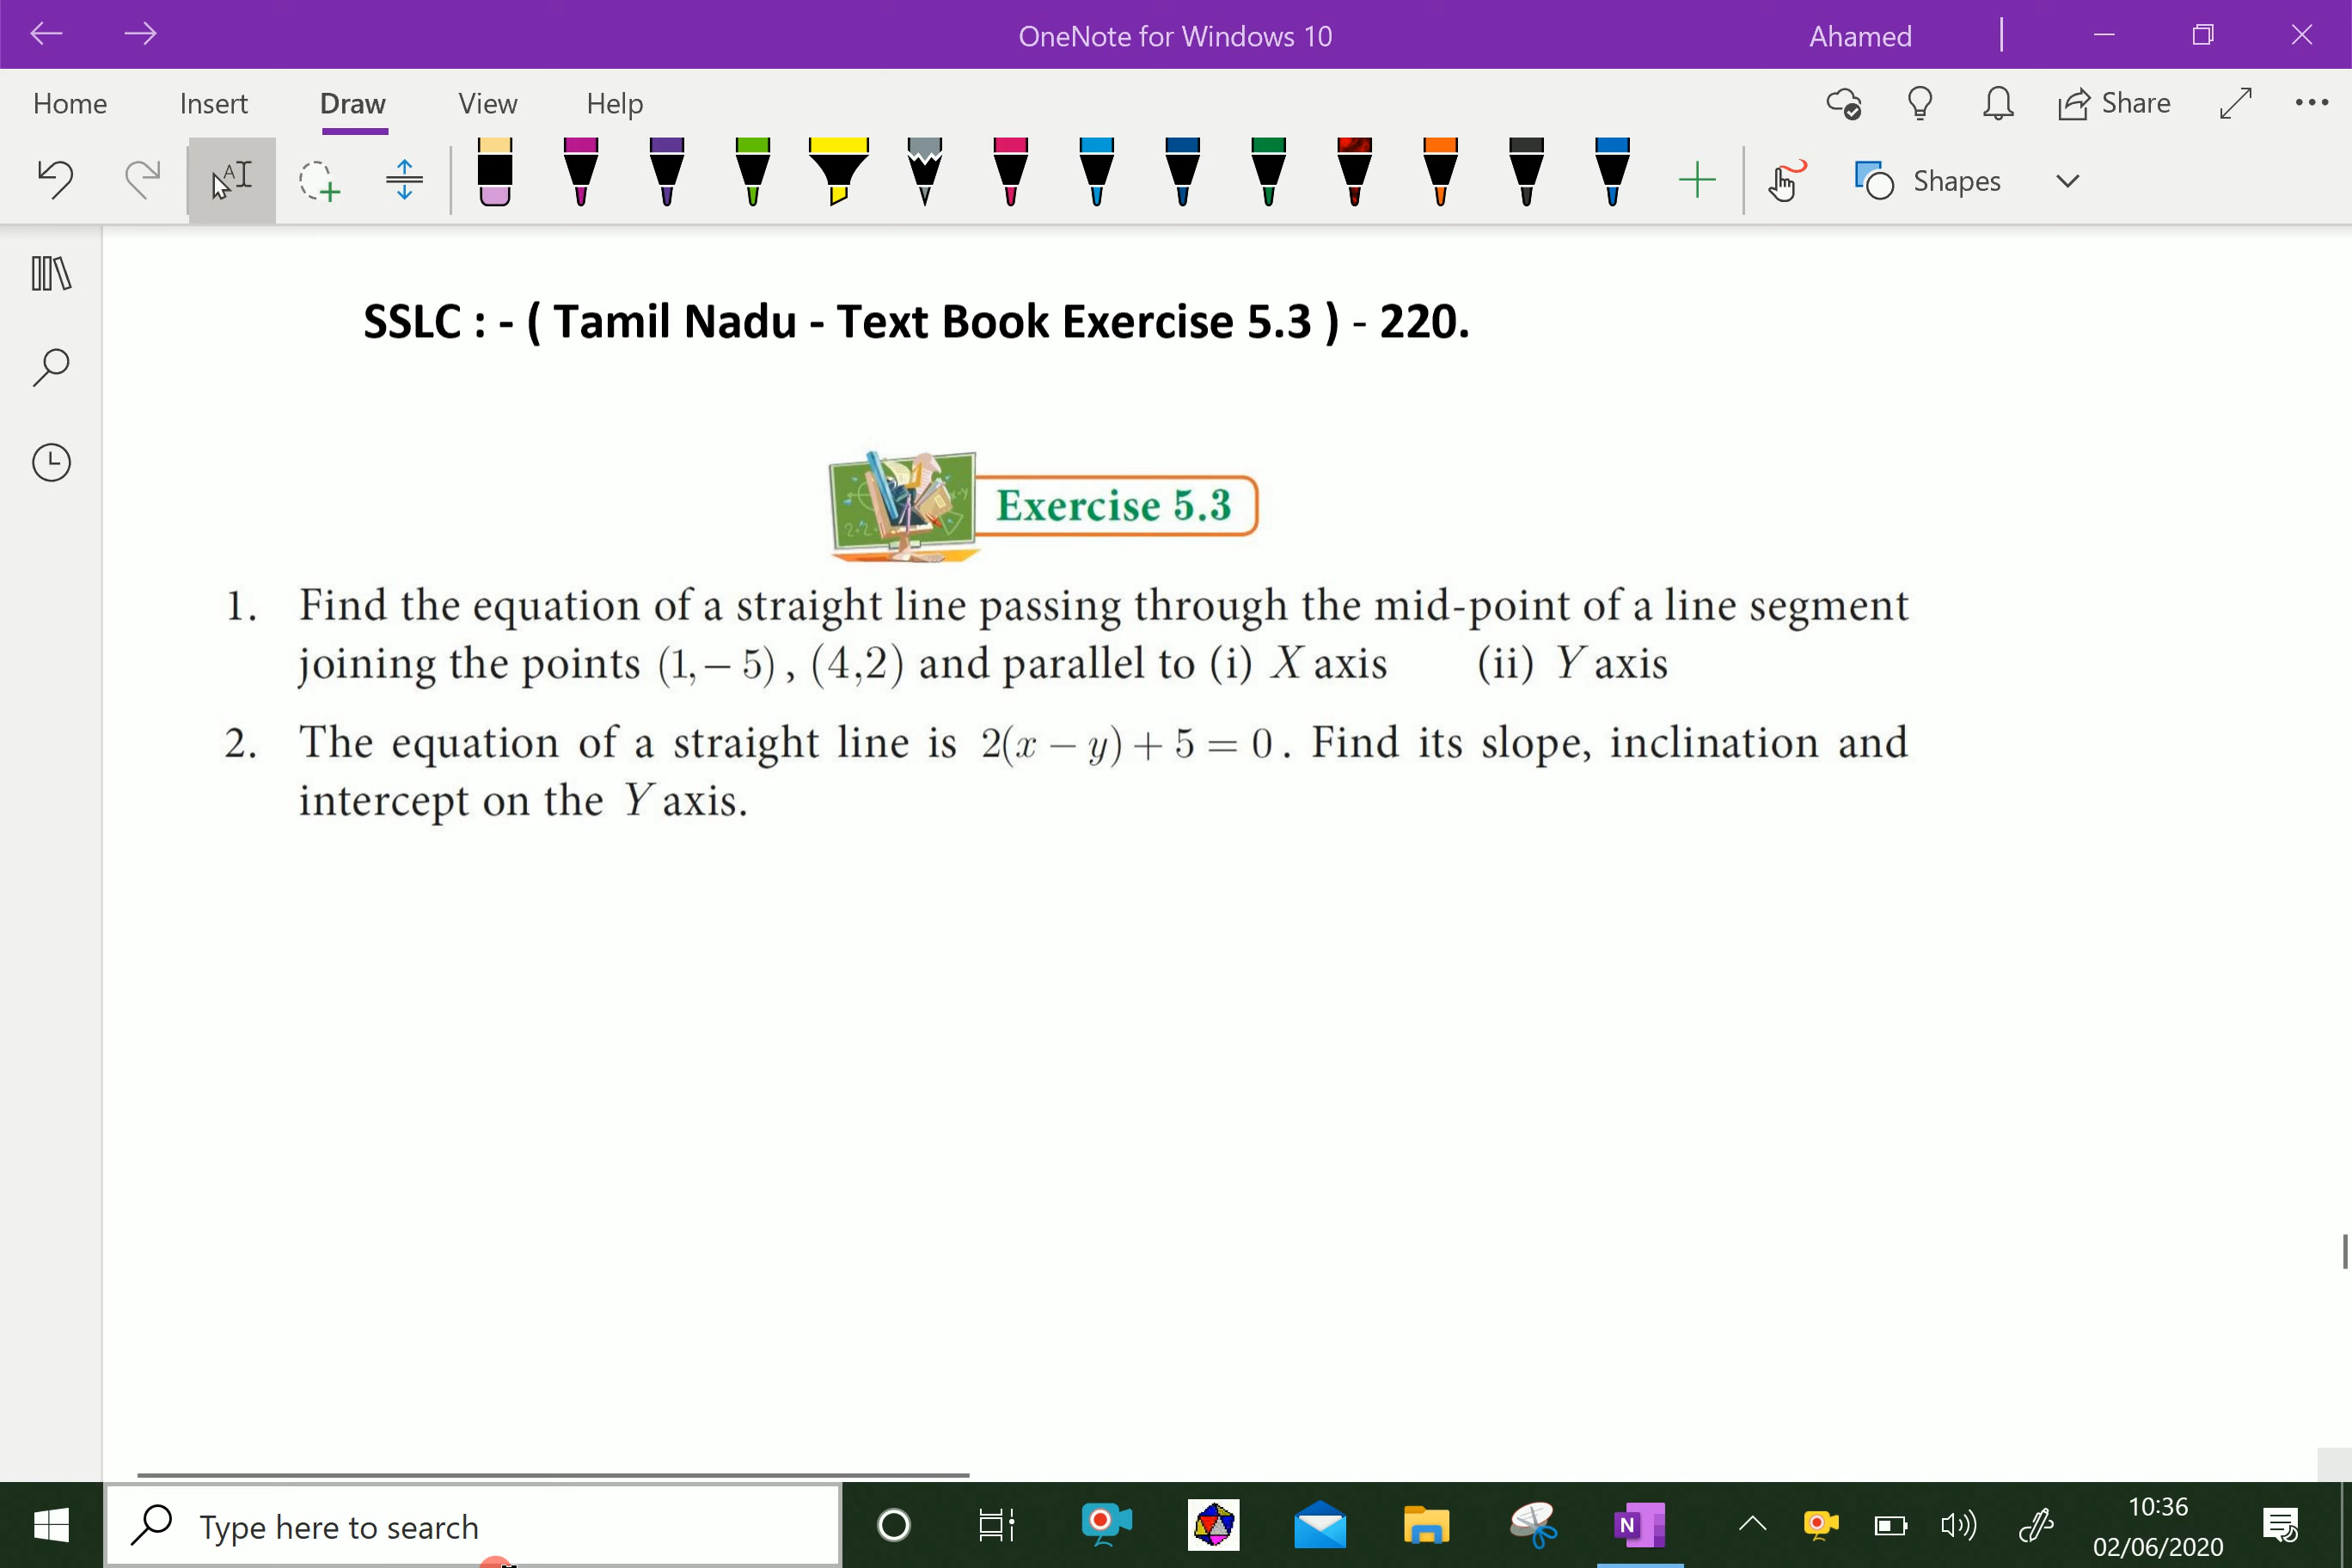 OneNote for Windows 10
Ahamed
Home Insert Draw View Help
Share
Shapes
SSLC : - ( Tamil Nadu - Text Book Exercise 5.3 ) - 220.
Exercise 5.3
1. Find the equation of a straight line passing through the mid-point of a line segment
joining the points (1,– 5) , (4,2) and parallel to (i) X axis (ii) Y axis
2. The equation of a straight line is 2(x − y) + 5 = 0 . Find its slope, inclination and
intercept on the Y axis.
Type here to search
N
10:36
02/06/2020